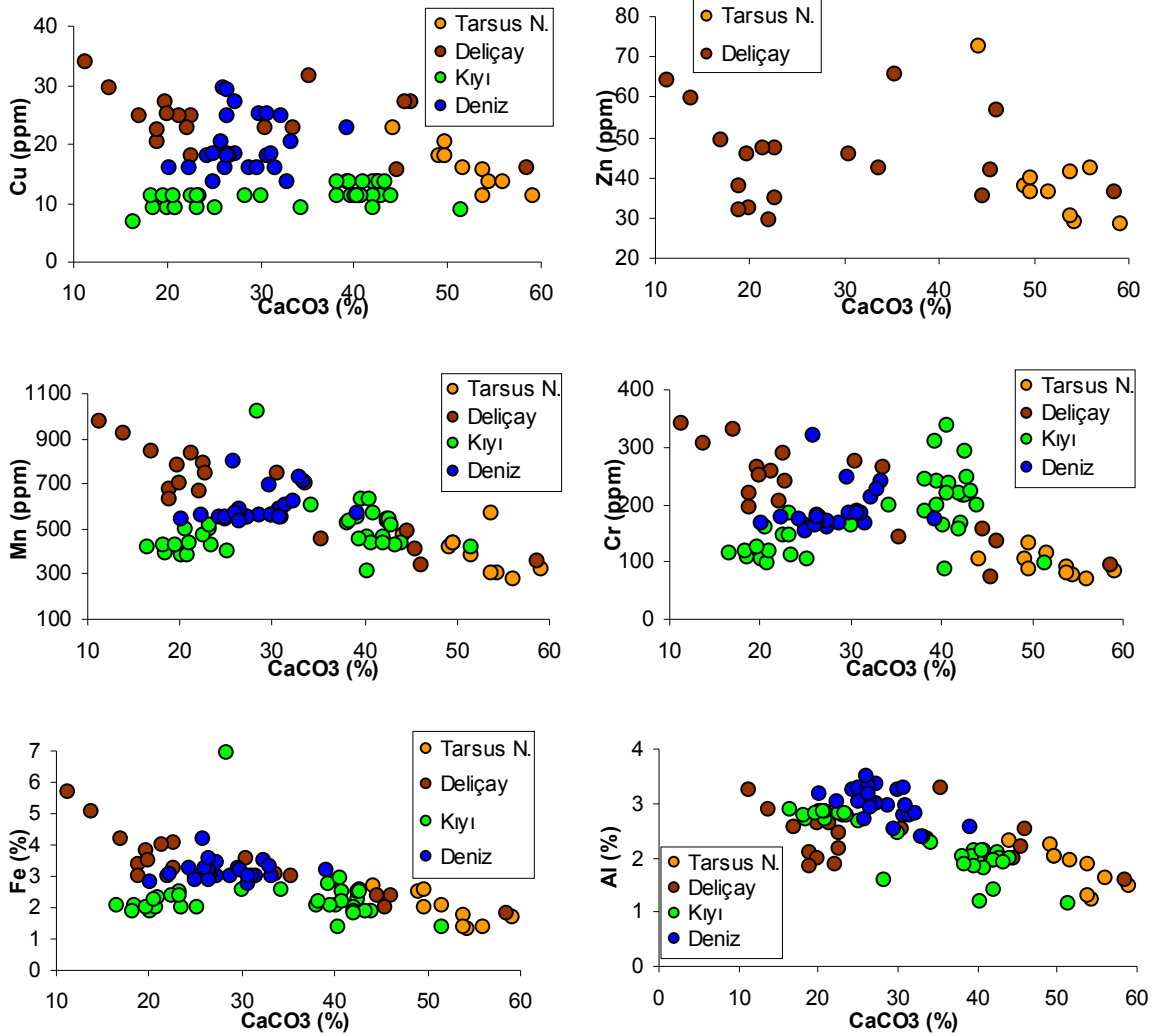 Cu (ppm)
40
30
20
10
0
10 20 30 40 50 60
CaCO3 (%)
Tarsus N.
Deliçay
Kıyı
Deniz
Zn (ppm)
80
70
60
50
40
30
20
10 20 30 40 50 60
CaCO3 (%)
Tarsus N.
Deliçay
Mn (ppm)
1100
900
700
500
300
100
10 20 30 40 50 60
CaCO3 (%)
Tarsus N.
Deliçay
Kıyı
Deniz
Cr (ppm)
400
300
200
100
0
10 20 30 40 50 60
CaCO3 (%)
Tarsus N.
Deliçay
Kıyı
Deniz
Fe (%)
7
6
5
4
3
2
1
0
10 20 30 40 50 60
CaCO3 (%)
Tarsus N.
Deliçay
Kıyı
Deniz
Al (%)
4
3
2
1
0
0 10 20 30 40 50 60
CaCO3 (%)
Tarsus N.
Deliçay
Kıyı
Deniz